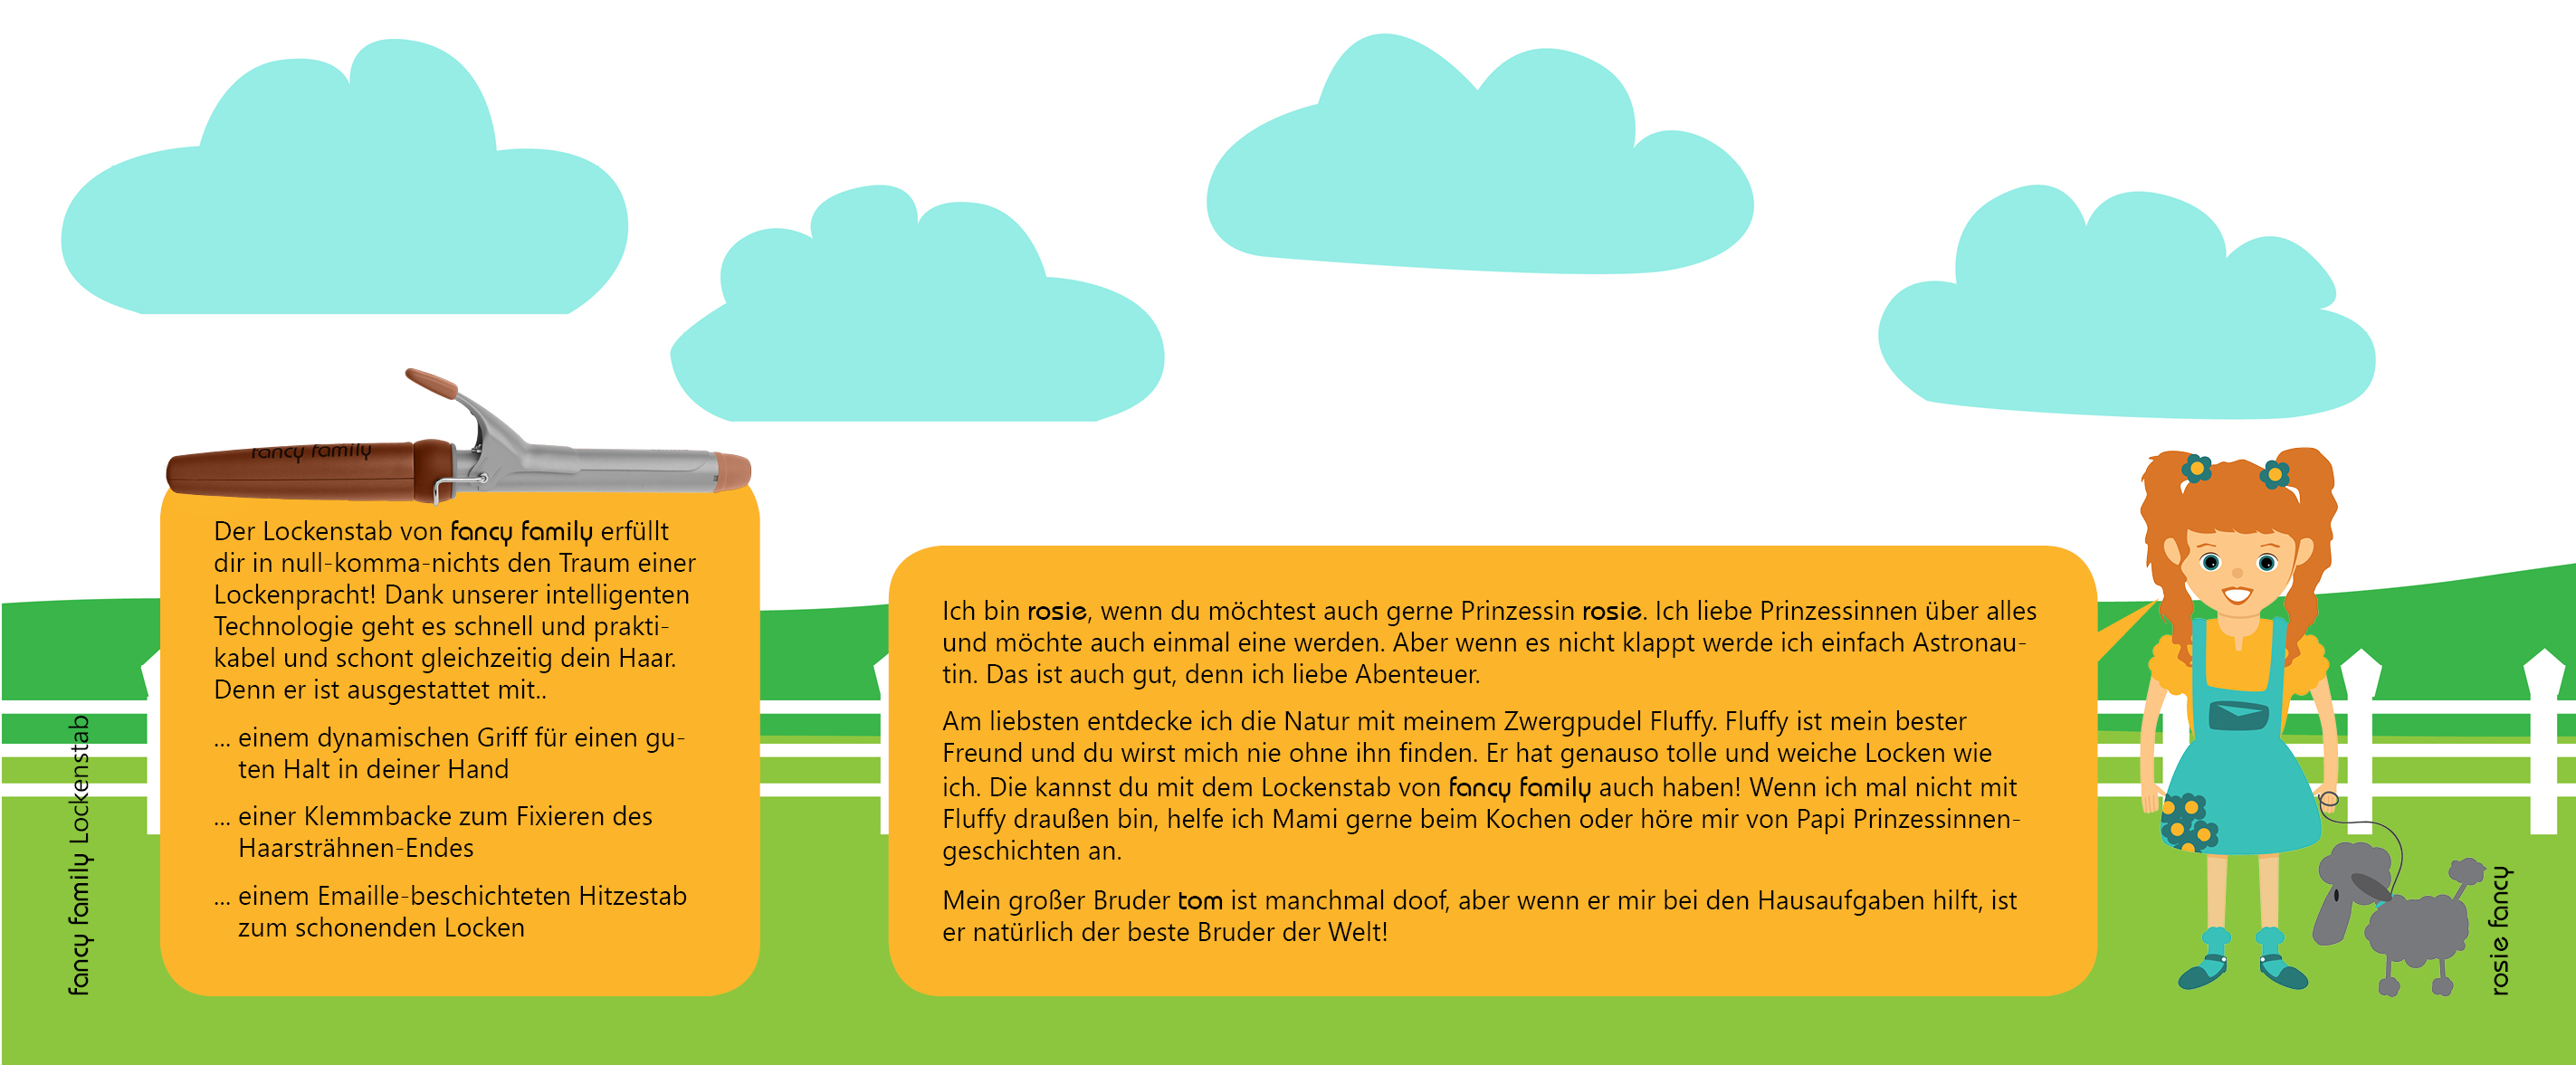 fancy family
Der Lockenstab von fancy family erfüllt
dir in null-komma-nichts den Traum einer
Lockenpracht! Dank unserer intelligenten
Technologie geht es schnell und prakti-
kabel und schont gleichzeitig dein Haar.
Denn er ist ausgestattet mit..
... einem dynamischen Griff für einen gu-
ten Halt in deiner Hand
... einer Klemmbacke zum Fixieren des
Haarsträhnen-Endes
... einem Emaille-beschichteten Hitzestab
zum schonenden Locken
fancy family Lockenstab
Ich bin rosie, wenn du möchtest auch gerne Prinzessin rosie. Ich liebe Prinzessinnen über alles
und möchte auch einmal eine werden. Aber wenn es nicht klappt werde ich einfach Astronau-
tin. Das ist auch gut, denn ich liebe Abenteuer.
Am liebsten entdecke ich die Natur mit meinem Zwergpudel Fluffy. Fluffy ist mein bester
Freund und du wirst mich nie ohne ihn finden. Er hat genauso tolle und weiche Locken wie
ich. Die kannst du mit dem Lockenstab von fancy family auch haben! Wenn ich mal nicht mit
Fluffy draußen bin, helfe ich Mami gerne beim Kochen oder höre mir von Papi Prinzessinnen-
geschichten an.
Mein großer Bruder tom ist manchmal doof, aber wenn er mir bei den Hausaufgaben hilft, ist
er natürlich der beste Bruder der Welt!
rosie fancy